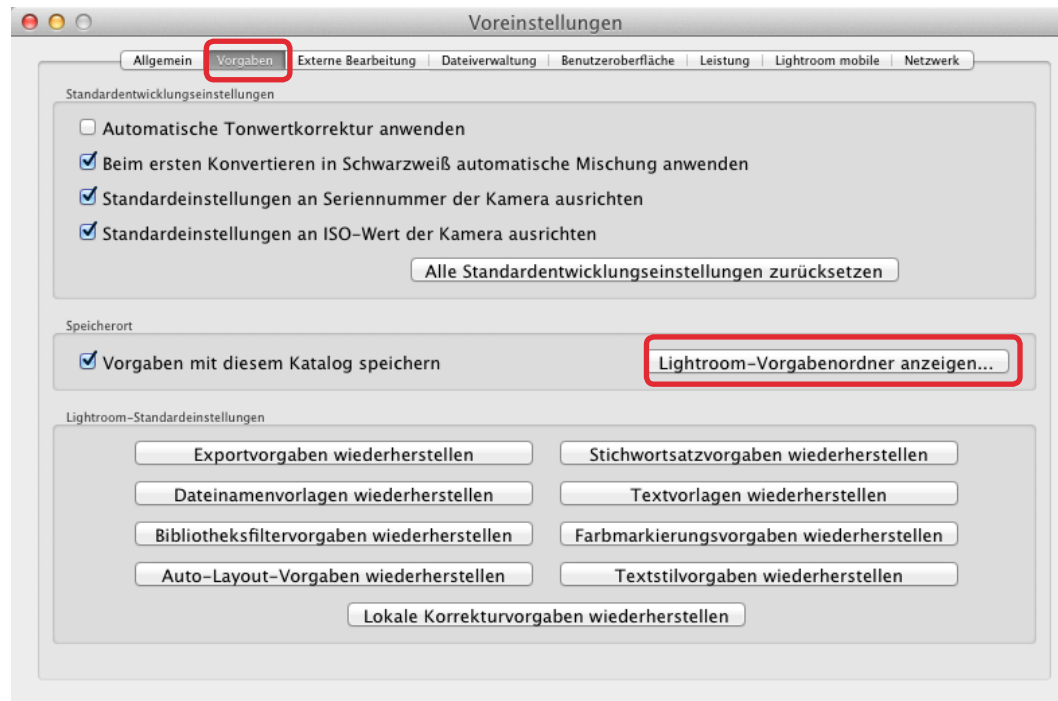 Voreinstellungen
Allgemein Vorgaben Externe Bearbeitung Dateiverwaltung Benutzeroberfläche Leistung Lightroom mobile Netzwerk
Standardentwicklungseinstellungen
Automatische Tonwertkorrektur anwenden
Beim ersten Konvertieren in Schwarzweiß automatische Mischung anwenden
Standardeinstellungen an Seriennummer der Kamera ausrichten
Standardeinstellungen an ISO-Wert der Kamera ausrichten
Alle Standardentwicklungseinstellungen zurücksetzen
Speicherort
Vorgaben mit diesem Katalog speichern Lightroom-Vorgabenordner anzeigen...
Lightroom-Standardeinstellungen
Exportvorgaben wiederherstellen Stichwortsatzvorgaben wiederherstellen
Dateinamenvorlagen wiederherstellen Textvorlagen wiederherstellen
Bibliotheksfiltervorgaben wiederherstellen Farbmarkierungsvorgaben wiederherstellen
Auto-Layout-Vorgaben wiederherstellen Textstilvorgaben wiederherstellen
Lokale Korrekturvorgaben wiederherstellen